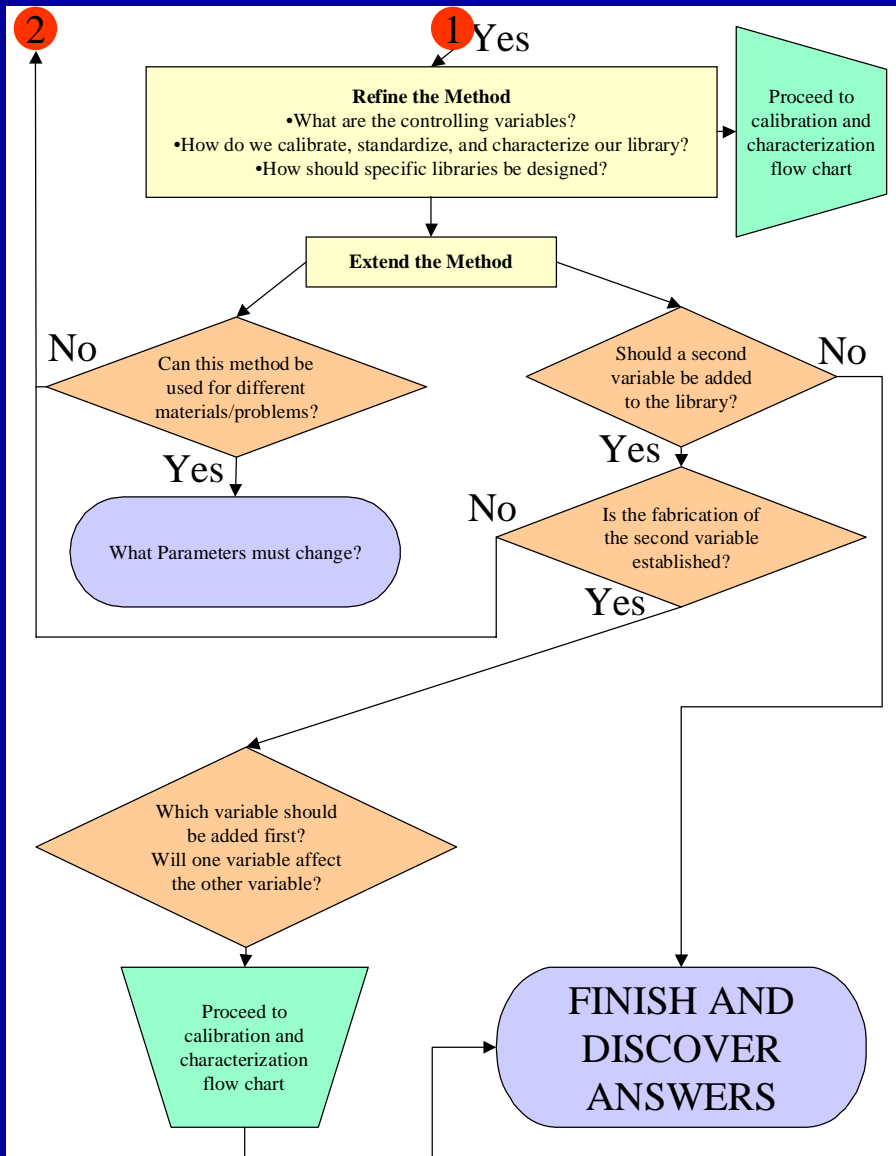 2
1
Yes
Refine the Method
•What are the controlling variables?
•How do we calibrate, standardize, and characterize our library?
•How should specific libraries be designed?
Proceed to
calibration and
characterization
flow chart
Extend the Method
No
Can this method be
used for different
materials/problems?
Yes
What Parameters must change?
Should a second
variable be added
to the library?
No
Yes
No
Is the fabrication of
the second variable
established?
Yes
Which variable should
be added first?
Will one variable affect
the other variable?
Proceed to
calibration and
characterization
flow chart
FINISH AND
DISCOVER
ANSWERS